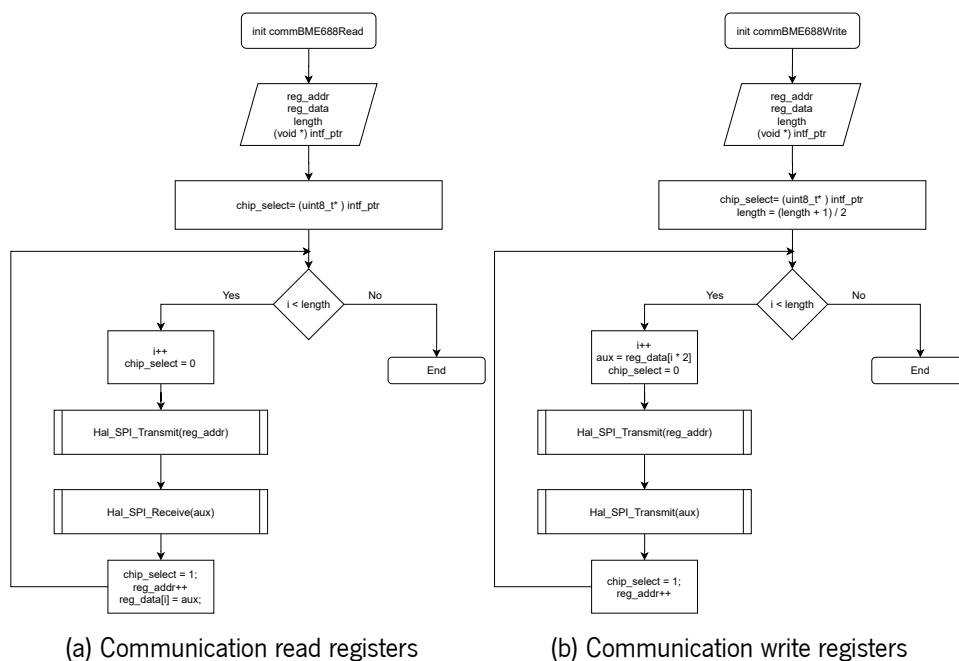 init commBME688Read
reg_addr
reg_data
length
(void *) intf_ptr
chip_select= (uint8_t* ) intf_ptr
i < length
Yes
No
i++
chip_select = 0
End
Hal_SPI_Transmit(reg_addr)
Hal_SPI_Receive(aux)
chip_select = 1;
reg_addr++
reg_data[i] = aux;
(a) Communication read registers
init commBME688Write
reg_addr
reg_data
length
(void *) intf_ptr
chip_select= (uint8_t* ) intf_ptr
length = (length + 1) / 2
i < length
Yes
No
i++
aux = reg_data[i * 2]
chip_select = 0
End
Hal_SPI_Transmit(reg_addr)
Hal_SPI_Transmit(aux)
chip_select = 1;
reg_addr++
(b) Communication write registers